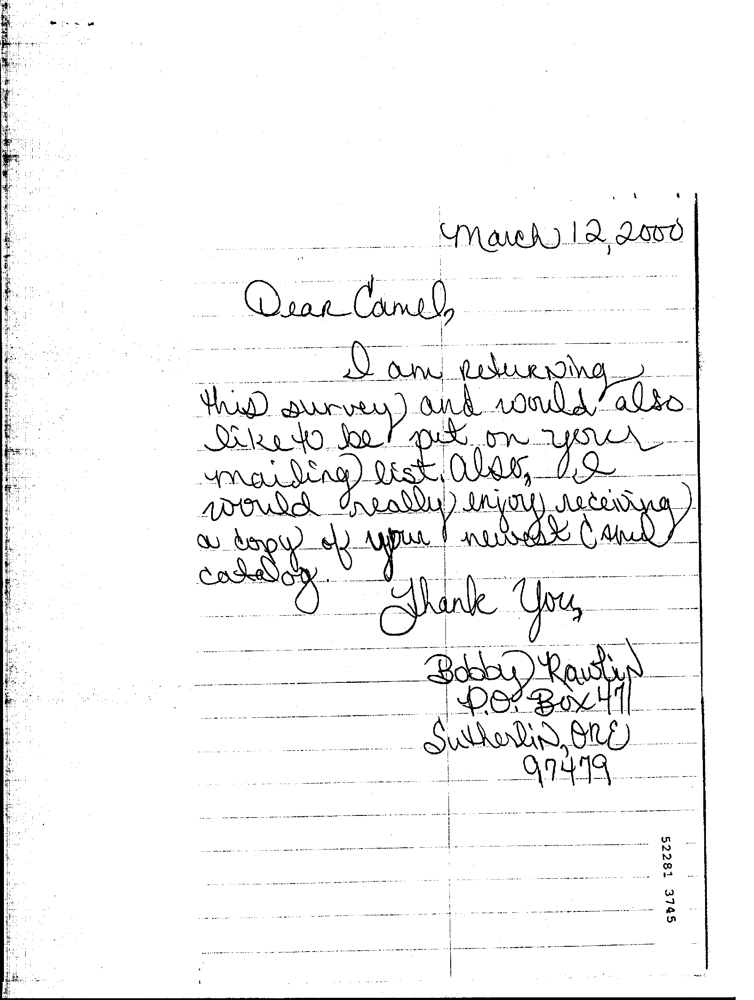 March 12, 2000
Dear Camel,
I am returning
this survey and would also
like to be put on your
mailing list. Also, I
would really enjoy receiving
a copy of your newest Camel
catalog.
Thank You,
Bobby
P.O. Box 471
Sutherlin, ORE
97479
52281 3745